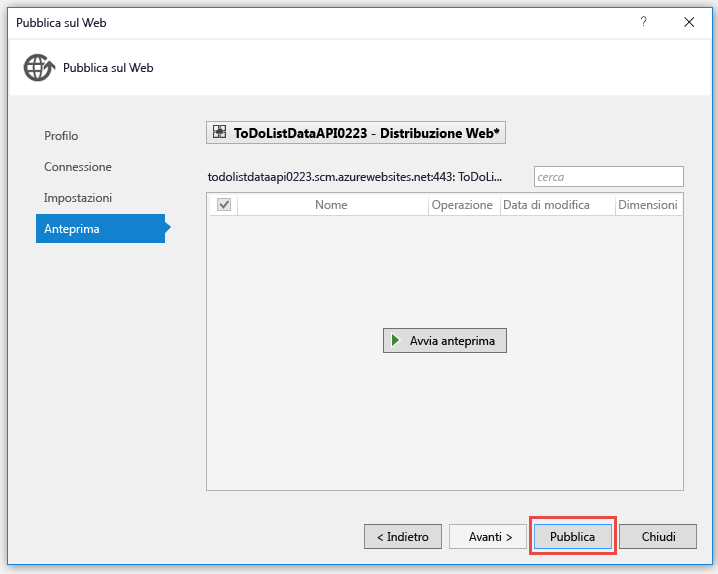 Pubblica sul Web
?
Pubblica sul Web
Profilo
Connessione
Impostazioni
Anteprima
ToDoListDataAPI0223 - Distribuzione Web*
todolistdataapi0223.scm.azurewebsites.net:443: ToDoLi...
cerca
Nome Operazione Data di modifica Dimensioni
Avvia anteprima
< Indietro Avanti > Pubblica Chiudi